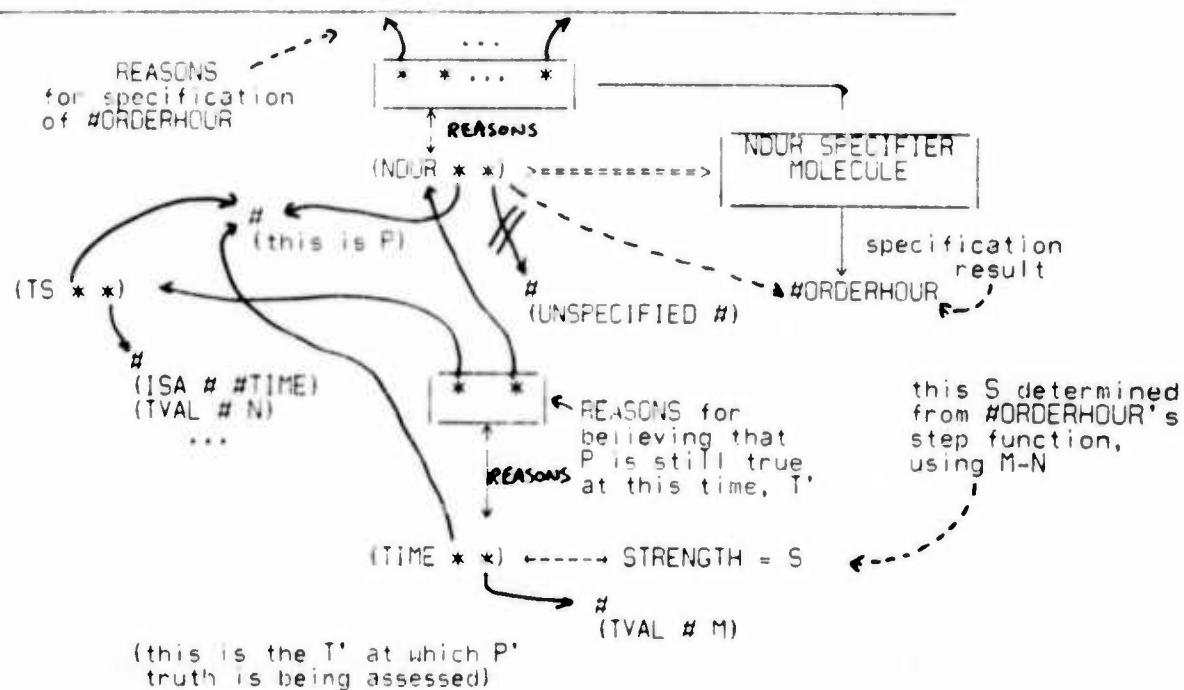 ...
REASONS
for specification
of #ORDERHOUR
* * ... *
REASONS
(NDUR * *) =========>
NDUR SPECIFIER
MOLECULE
#
(this is P)
specification
result
(TS * *)
#
(UNSPECIFIED #)
#ORDERHOUR
#
(ISA # #TIME)
(TVAL # N)
...
* *
REASONS for
believing that
P is still true
at this time, T'
this S determined
from #ORDERHOUR's
step function,
using M-N
REASONS
(TIME * *) <----> STRENGTH = S
#
(TVAL # M)
(this is the T' at which P'
truth is being assessed)